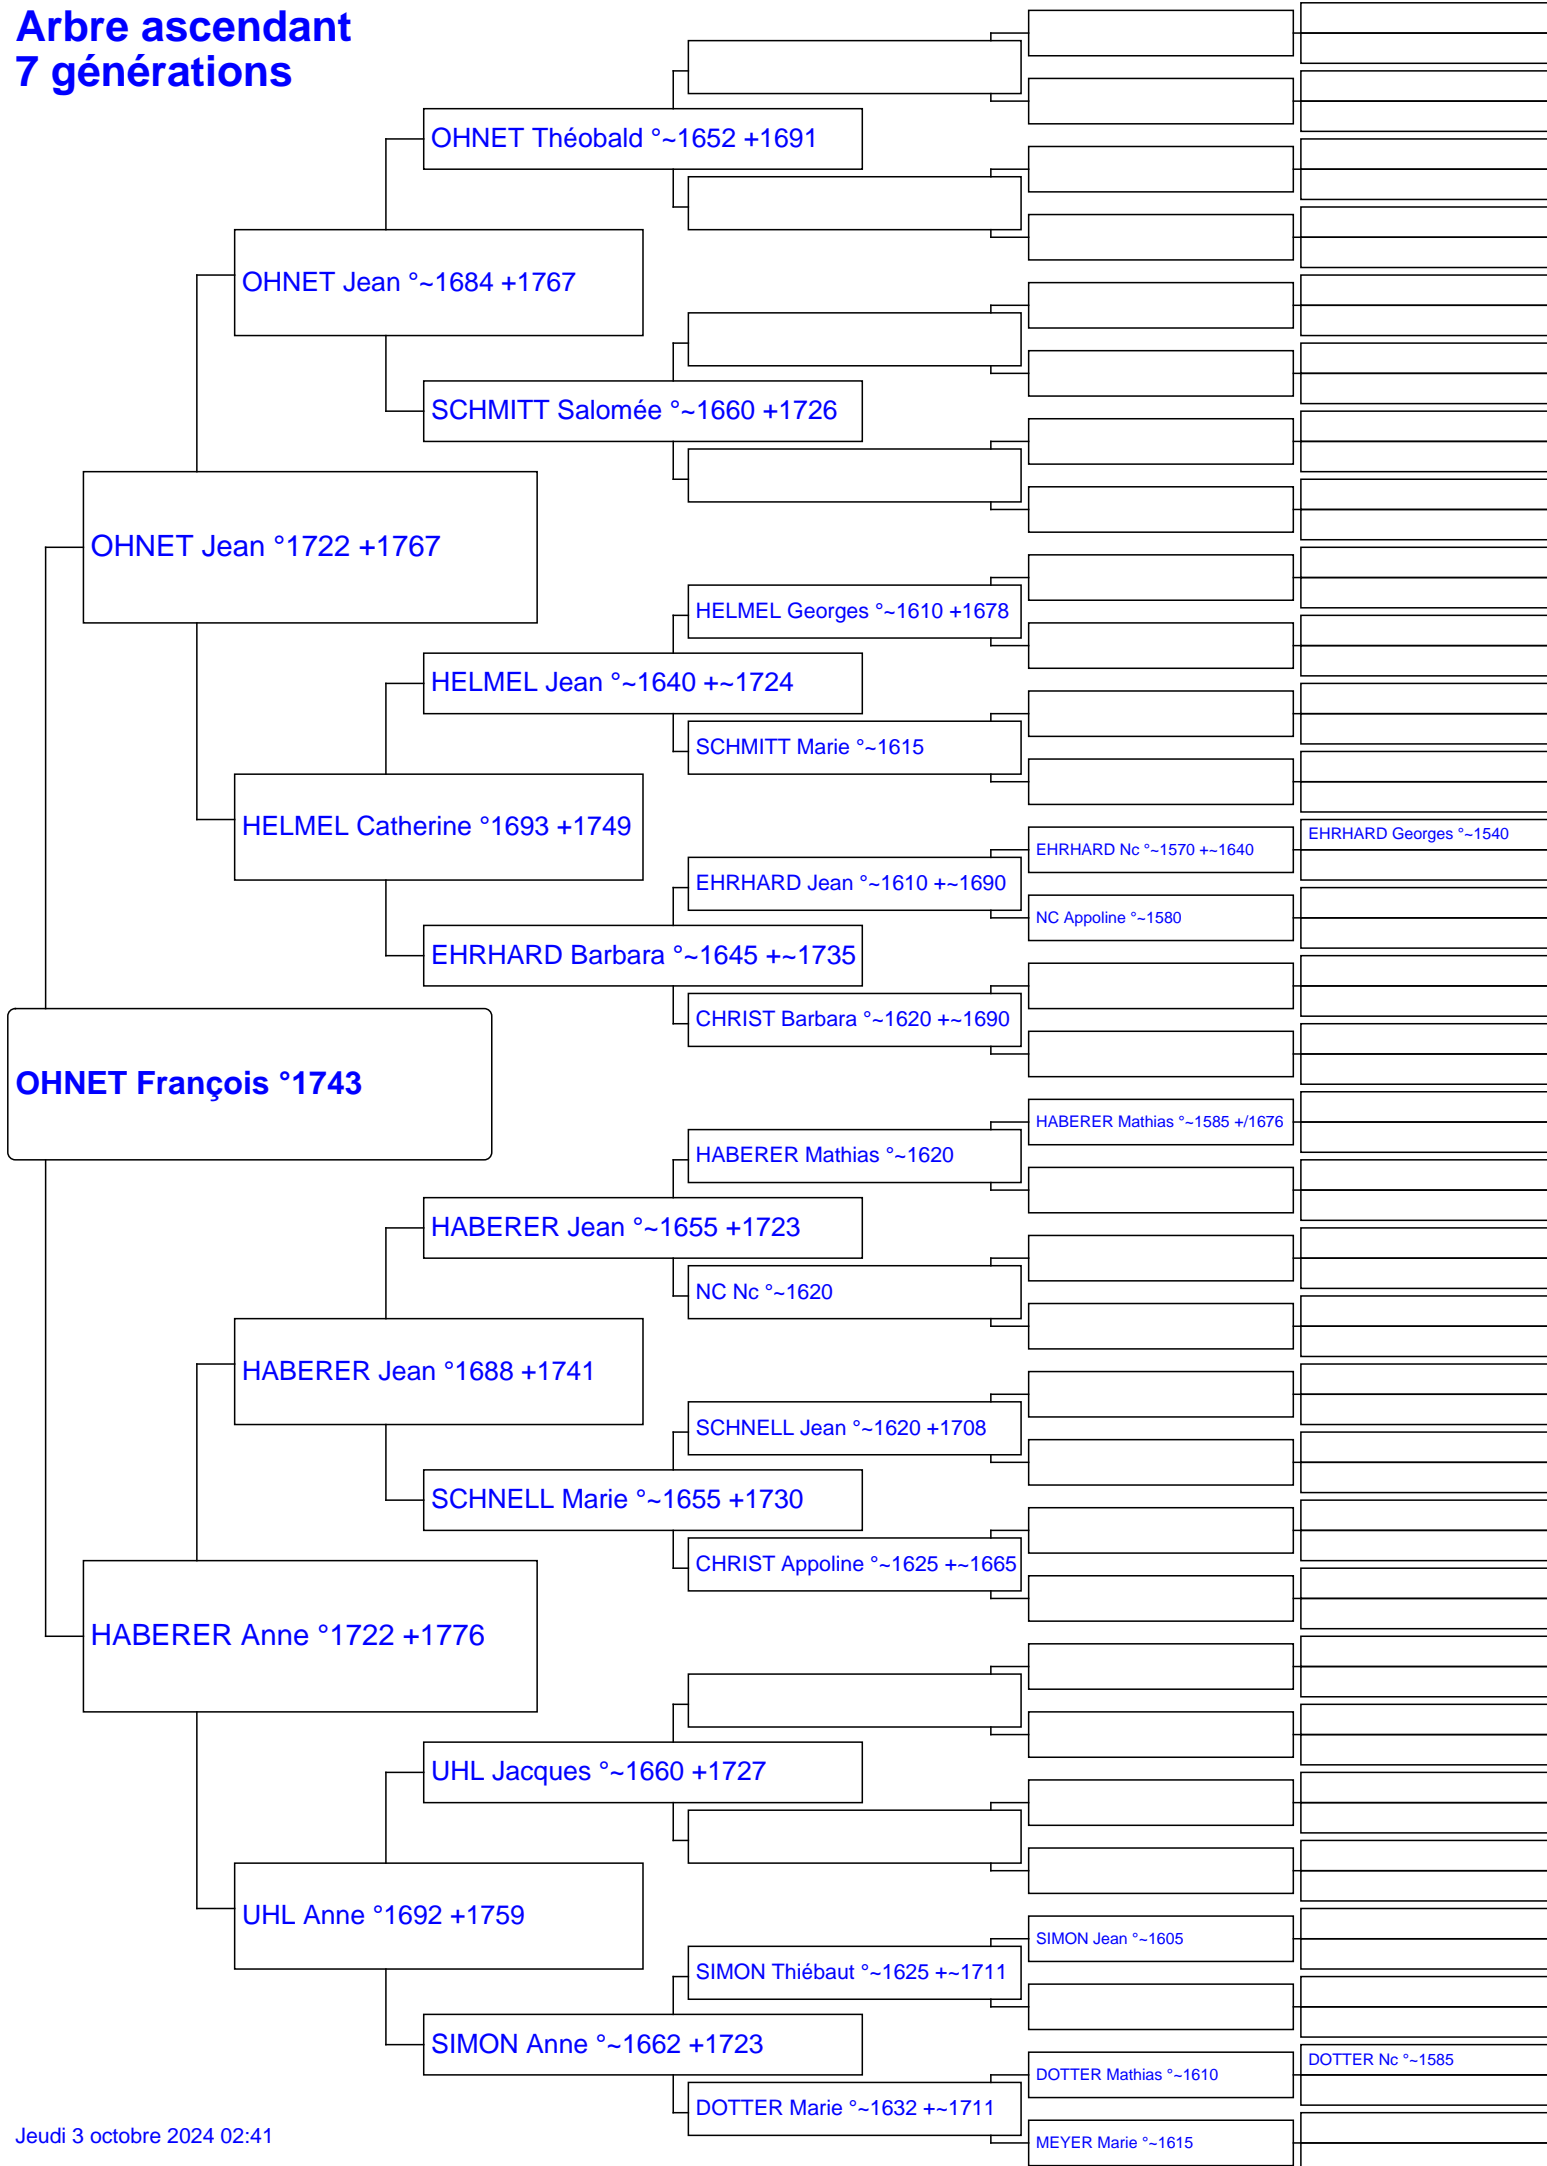 Arbre ascendant
7 générations
OHNET Théobald °~1652 +1691
OHNET Jean °~1684 +1767
SCHMITT Salomée °~1660 +1726
OHNET Jean °1722 +1767
HELMEL Georges °~1610 +1678
HELMEL Jean °~1640 +~1724
SCHMITT Marie °~1615
HELMEL Catherine °1693 +1749
EHRHARD Georges °~1540
EHRHARD Nc °~1570 +~1640
EHRHARD Jean °~1610 +~1690
NC Appoline °~1580
EHRHARD Barbara °~1645 +~1735
CHRIST Barbara °~1620 +~1690
OHNET François °1743
HABERER Mathias °~1585 +/1676
HABERER Mathias °~1620
HABERER Jean °~1655 +1723
NC Nc °~1620
HABERER Jean °1688 +1741
SCHNELL Jean °~1620 +1708
SCHNELL Marie °~1655 +1730
CHRIST Appoline °~1625 +~1665
HABERER Anne °1722 +1776
UHL Jacques °~1660 +1727
UHL Anne °1692 +1759
SIMON Jean °~1605
SIMON Thiébaut °~1625 +~1711
SIMON Anne °~1662 +1723
DOTTER Nc °~1585
DOTTER Mathias °~1610
DOTTER Marie °~1632 +~1711
MEYER Marie °~1615
Jeudi 3 octobre 2024 02:41